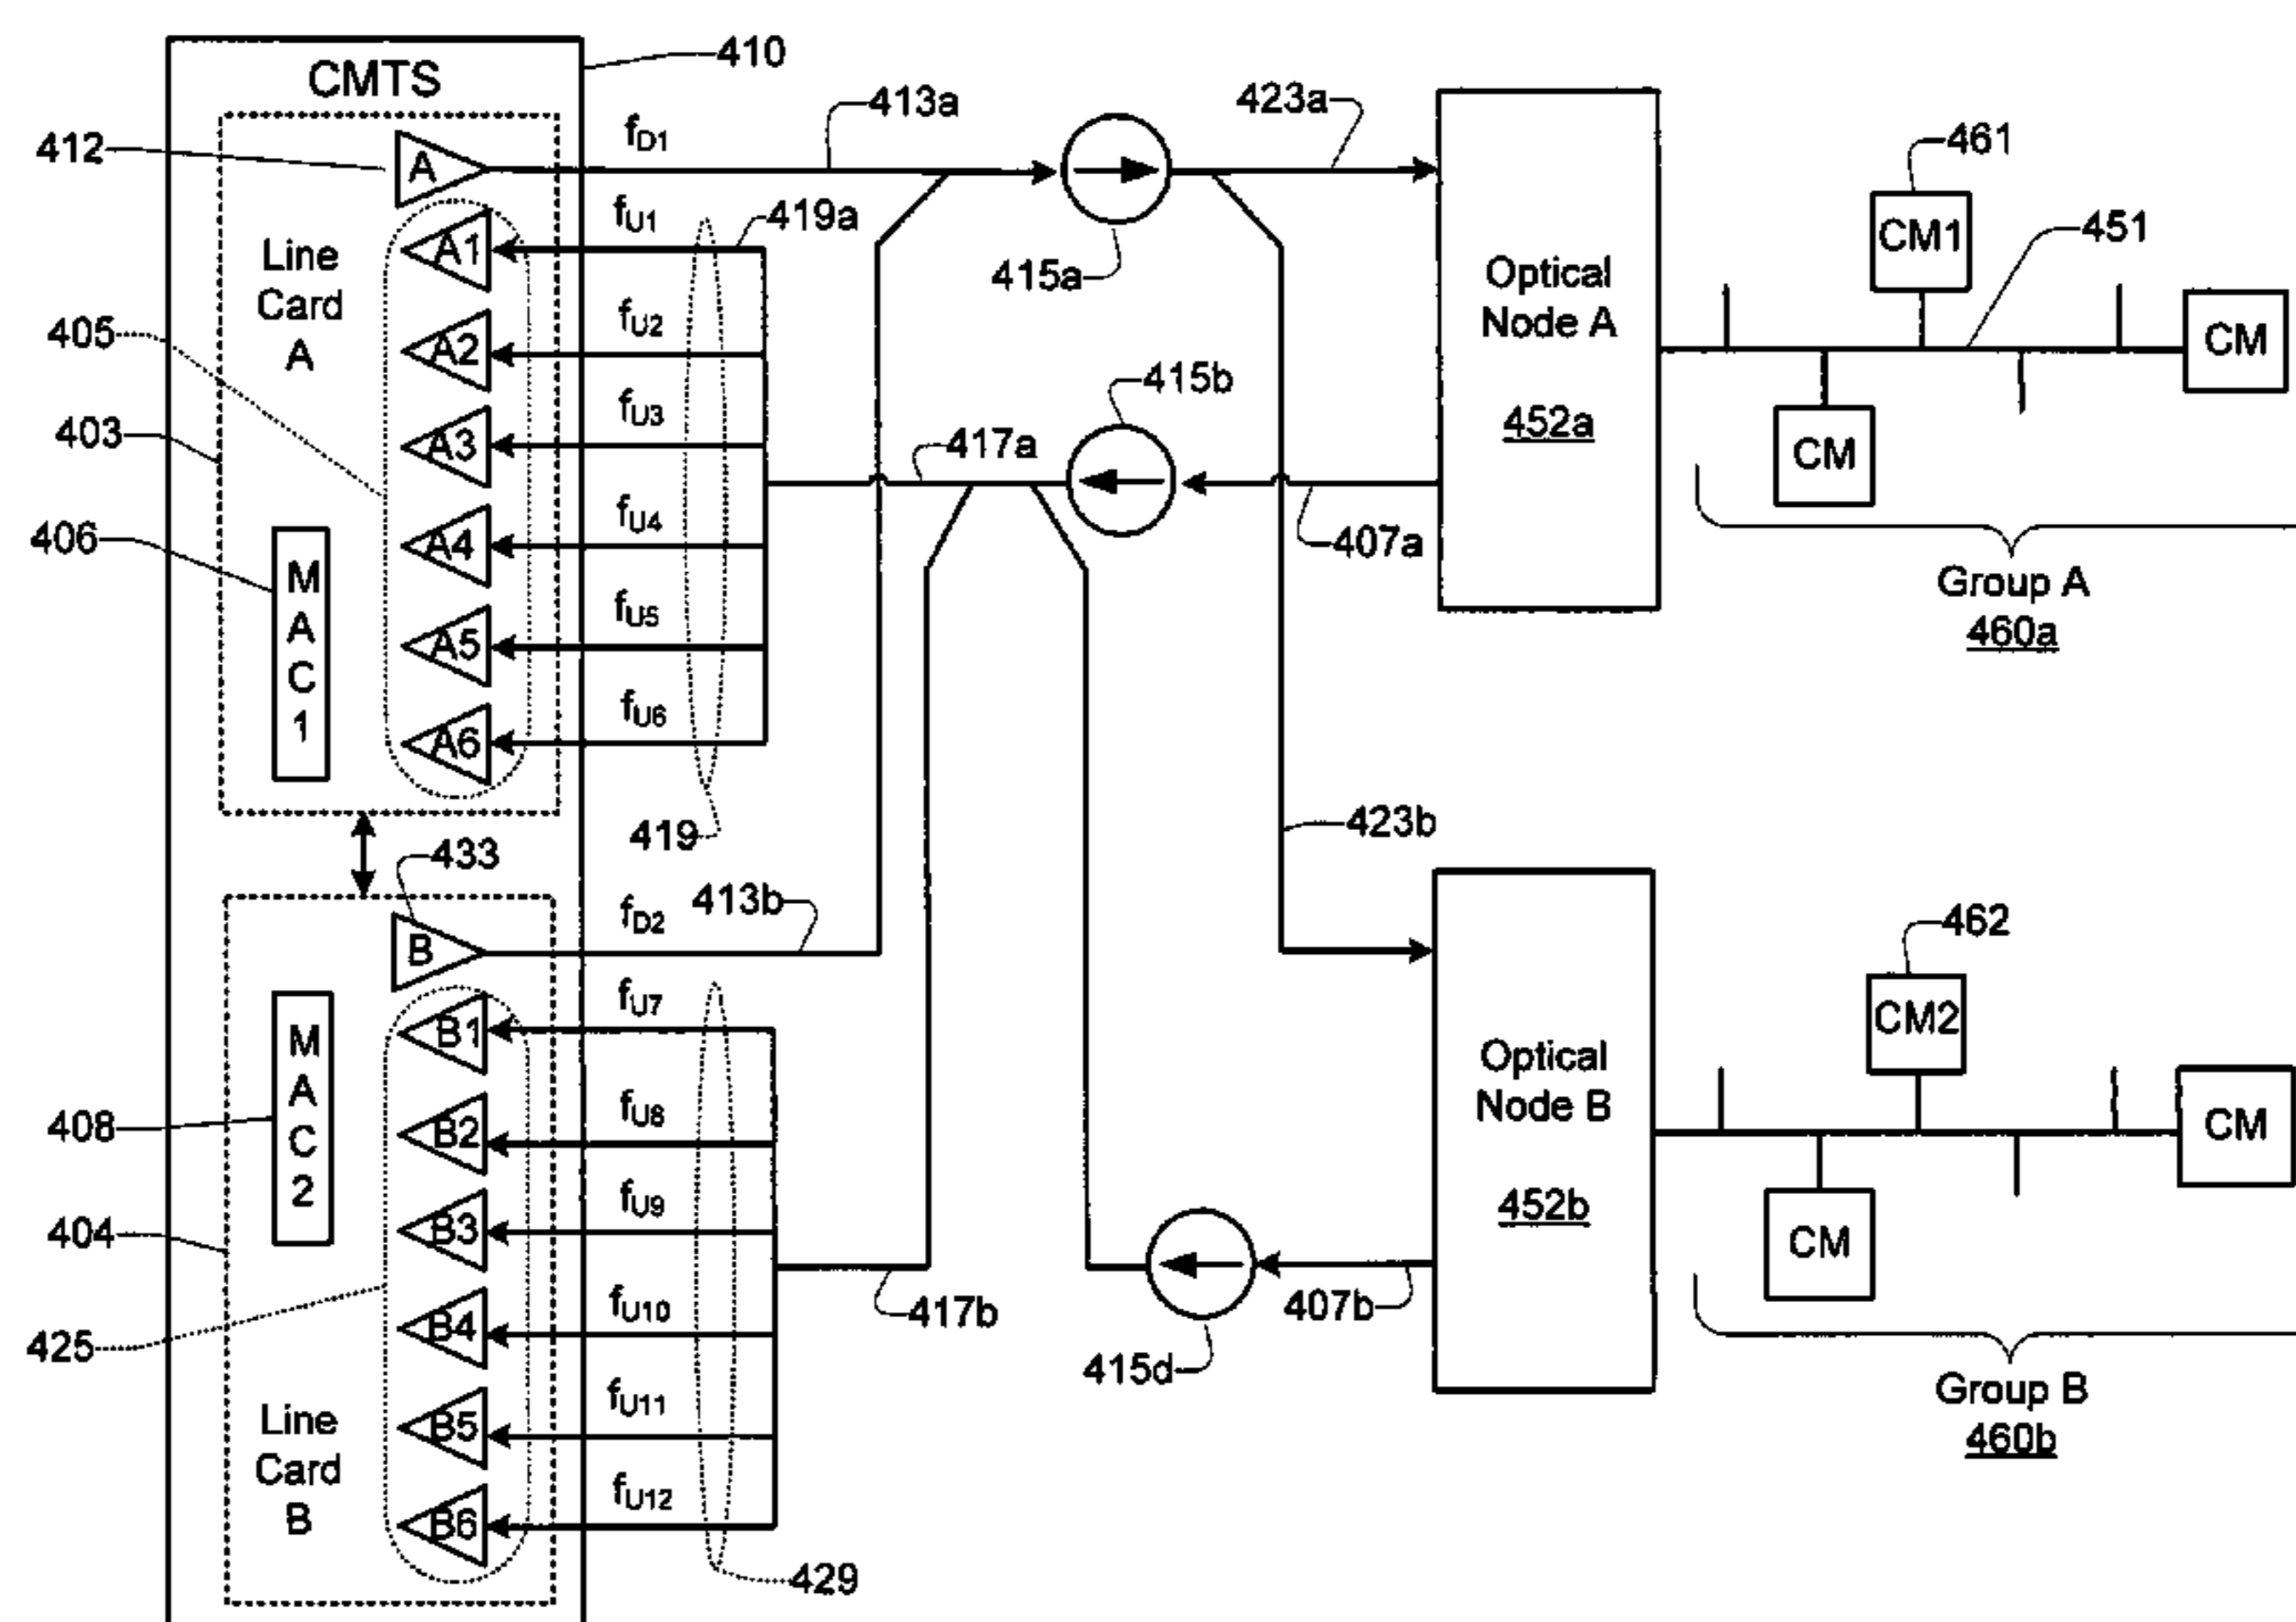 CMTS
410
412
A
fD1
413a
423a
415a
Line
Card
A
405
403
406
M
A
C
1
A1
A2
A3
A4
A5
A6
fU1
fU2
fU3
fU4
fU5
fU6
419a
419
417a
415b
407a
Optical
Node A
452a
461
CM1
451
CM
CM
Group A
460a
433
B
fD2
413b
423b
408
M
A
C
2
404
425
Line
Card
B
B1
B2
B3
B4
B5
B6
fU7
fU8
fU9
fU10
fU11
fU12
429
417b
415d
407b
Optical
Node B
452b
462
CM2
CM
CM
Group B
460b